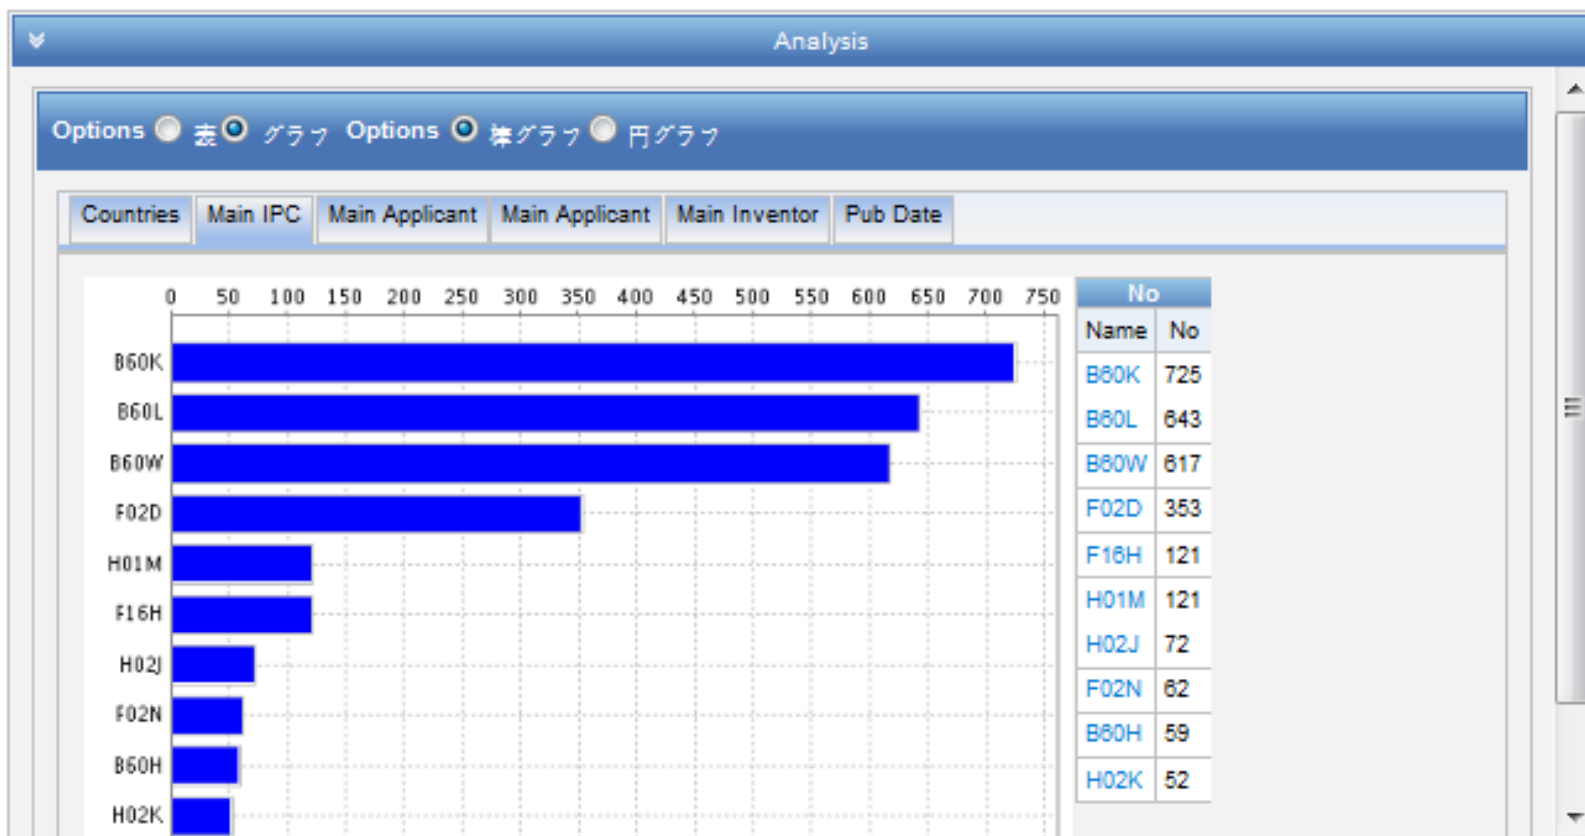 Analysis
Options 表 グラフ Options 棒グラフ 円グラフ
Countries Main IPC Main Applicant Main Applicant Main Inventor Pub Date
0 50 100 150 200 250 300 350 400 450 500 550 600 650 700 750
B60K
B60L
B60W
F02D
H01M
F16H
H02J
F02N
B60H
H02K
No
Name No
B60K 725
B60L 643
B60W 617
F02D 353
F16H 121
H01M 121
H02J 72
F02N 62
B60H 59
H02K 52